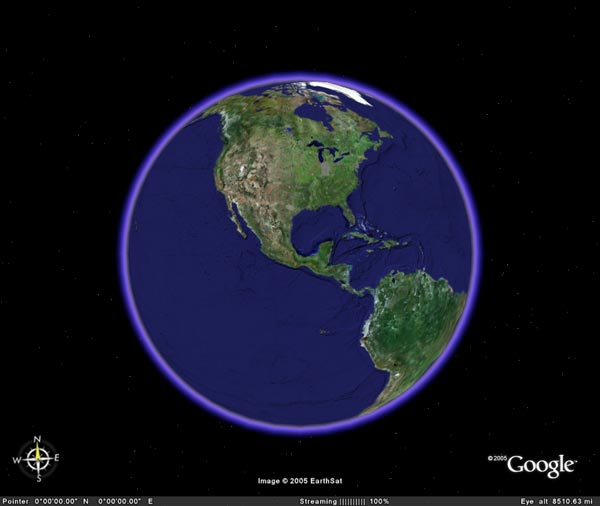 N
W E
S
Image © 2005 EarthSat
©2005 Google™
Pointer 0°00'00.00" N 0°00'00.00" E Streaming |||||||||| 100% Eye alt 8510.63 mi